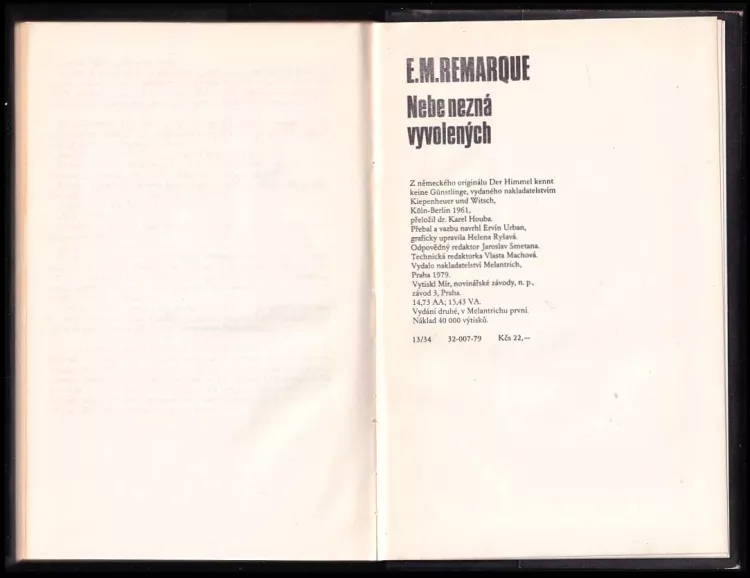 E.M.REMARQUE
Nebe nezná
vyvolených
Z německého originálu Der Himmel kennt
keine Günstlinge, vydaného nakladatelstvím
Kiepenheuer und Witsch,
Köln-Berlin 1961,
přeložil dr. Karel Houba.
Přebal a vazbu navrhl Ervín Urban,
graficky upravila Helena Ryšavá.
Odpovědný redaktor Jaroslav Smetana.
Technická redaktorka Vlasta Machová.
Vydalo nakladatelství Melantrich,
Praha 1979.
Vytiskl Mír, novinářské závody, n. p.,
závod 3, Praha.
14,73 AA; 15,43 VA.
Vydání druhé, v Melantrichu první.
Náklad 40 000 výtisků.
13/34 32-007-79 Kčs 22,—